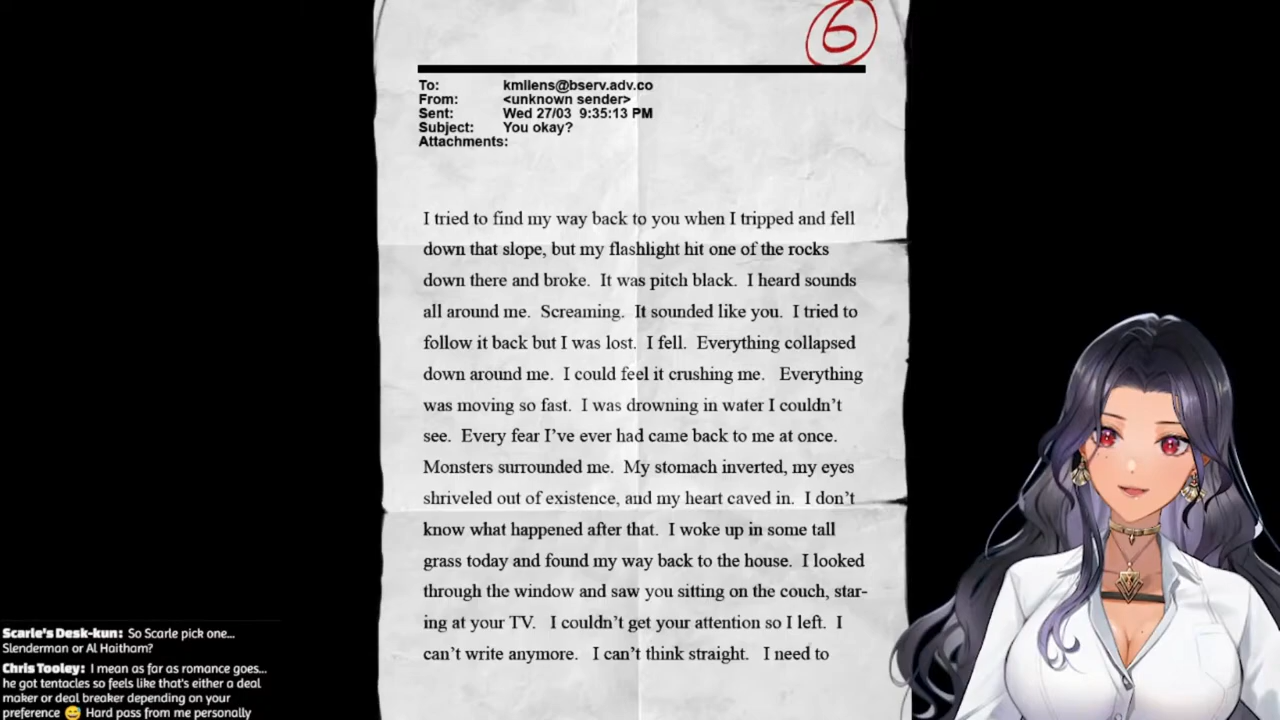 6
To: kmilens@bserv.adv.co
From: <unknown sender>
Sent: Wed 27/03 9:35:13 PM
Subject: You okay?
Attachments:
I tried to find my way back to you when I tripped and fell
down that slope, but my flashlight hit one of the rocks
down there and broke. It was pitch black. I heard sounds
all around me. Screaming. It sounded like you. I tried to
follow it back but I was lost. I fell. Everything collapsed
down around me. I could feel it crushing me. Everything
was moving so fast. I was drowning in water I couldn't
see. Every fear I've ever had came back to me at once.
Monsters surrounded me. My stomach inverted, my eyes
shriveled out of existence, and my heart caved in. I don't
know what happened after that. I woke up in some tall
grass today and found my way back to the house. I looked
through the window and saw you sitting on the couch, star-
ing at your TV. I couldn't get your attention so I left. I
can't write anymore. I can't think straight. I need to
Scarle's Desk-kun: So Scarle pick one...
Slenderman or Al Haitham?
Chris Tooley: I mean as far as romance goes...
he got tentacles so feels like that's either a deal
maker or deal breaker depending on your
preference 😅 Hard pass from me personally